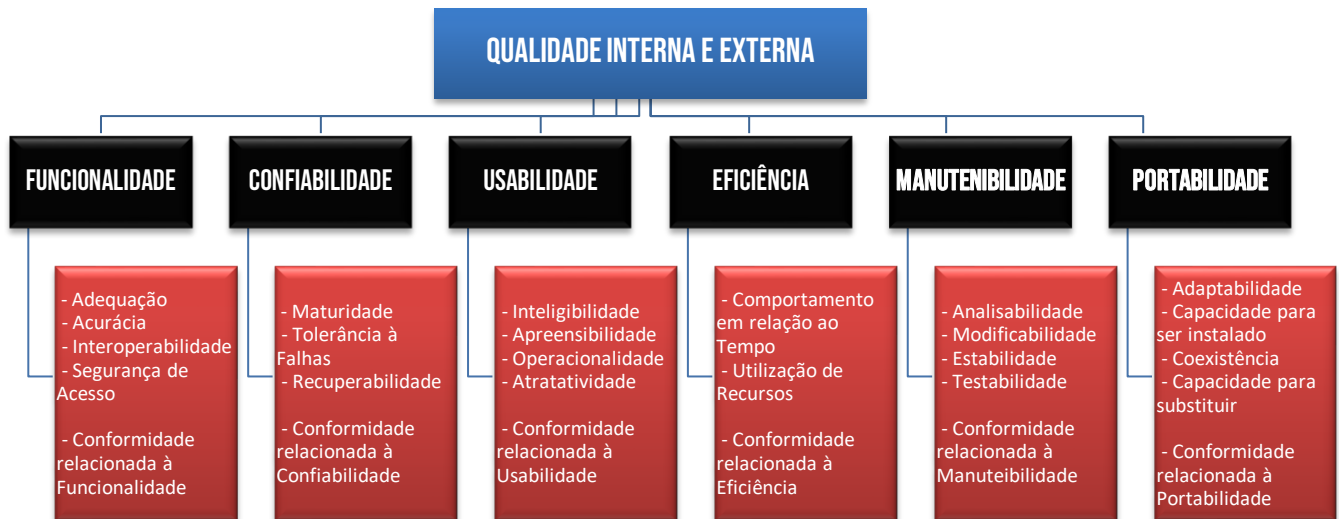 QUALIDADE INTERNA E EXTERNA
FUNCIONALIDADE
CONFIABILIDADE
USABILIDADE
EFICIÊNCIA
MANUTENIBILIDADE
PORTABILIDADE
- Adequação
- Acurácia
- Interoperabilidade
- Segurança de
Acesso
- Conformidade
relacionada à
Funcionalidade
- Maturidade
- Tolerância à
Falhas
- Recuperabilidade
- Conformidade
relacionada à
Confiabilidade
- Inteligibilidade
- Apreensibilidade
- Operacionalidade
- Atratatividade
- Conformidade
relacionada à
Usabilidade
- Comportamento
em relação ao
Tempo
- Utilização de
Recursos
- Conformidade
relacionada à
Eficiência
- Analisabilidade
- Modificabilidade
- Estabilidade
- Testabilidade
- Conformidade
relacionada à
Manuteibilidade
- Adaptabilidade
- Capacidade para
ser instalado
- Coexistência
- Capacidade para
substituir
- Conformidade
relacionada à
Portabilidade